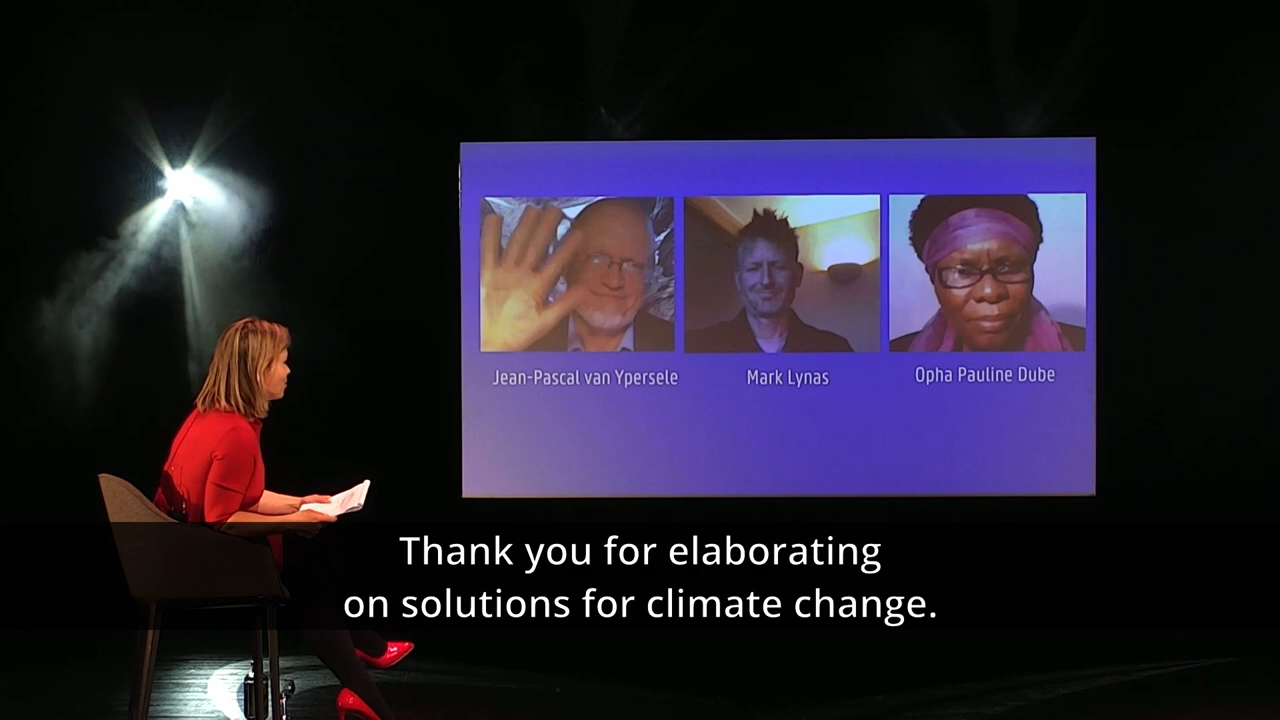 Jean-Pascal van Ypersele
Mark Lynas
Opha Pauline Dube
Thank you for elaborating
on solutions for climate change.